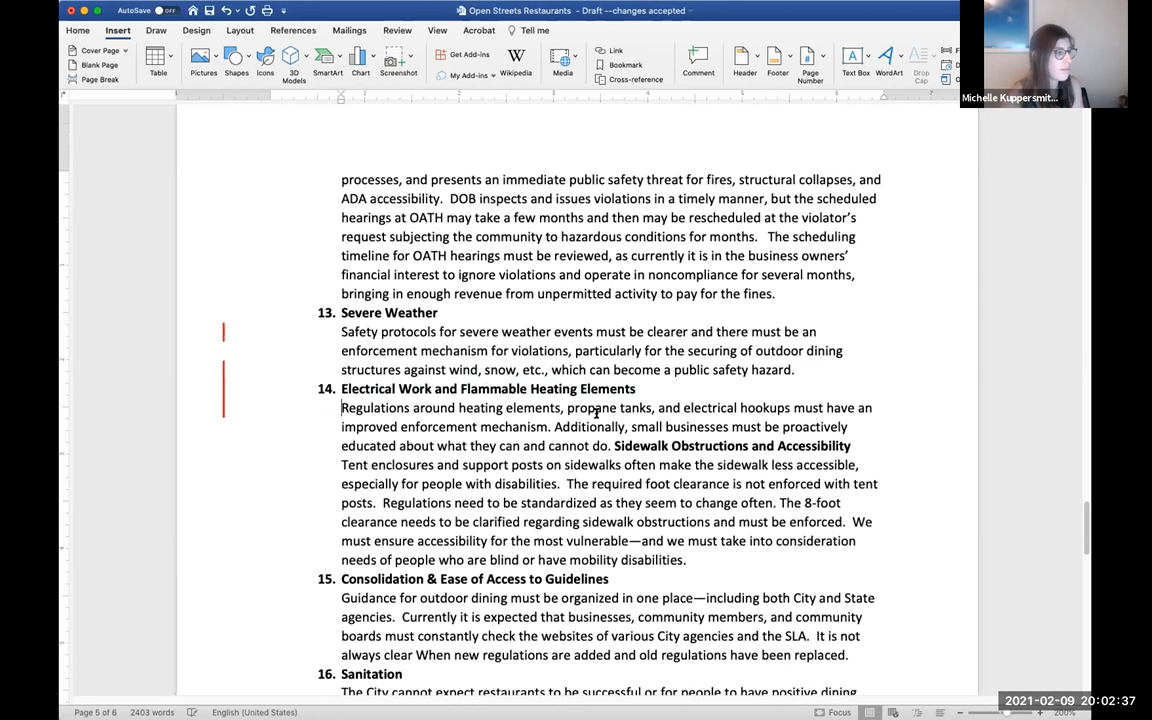 AutoSave OFF
Open Streets Restaurants - Draft --changes accepted
Home Insert Draw Design Layout References Mailings Review View Acrobat Tell me
Cover Page
Blank Page
Page Break
Table
Pictures
Shapes
Icons
3D Models
SmartArt
Chart
Screenshot
Get Add-ins
My Add-ins
Wikipedia
Media
Link
Bookmark
Cross-reference
Comment
Header
Footer
Page Number
Text Box
WordArt
Drop Cap
Michelle Kuppersmit...
processes, and presents an immediate public safety threat for fires, structural collapses, and
ADA accessibility. DOB inspects and issues violations in a timely manner, but the scheduled
hearings at OATH may take a few months and then may be rescheduled at the violator's
request subjecting the community to hazardous conditions for months. The scheduling
timeline for OATH hearings must be reviewed, as currently it is in the business owners'
financial interest to ignore violations and operate in noncompliance for several months,
bringing in enough revenue from unpermitted activity to pay for the fines.
13. Severe Weather
Safety protocols for severe weather events must be clearer and there must be an
enforcement mechanism for violations, particularly for the securing of outdoor dining
structures against wind, snow, etc., which can become a public safety hazard.
14. Electrical Work and Flammable Heating Elements
Regulations around heating elements, propane tanks, and electrical hookups must have an
improved enforcement mechanism. Additionally, small businesses must be proactively
educated about what they can and cannot do. Sidewalk Obstructions and Accessibility
Tent enclosures and support posts on sidewalks often make the sidewalk less accessible,
especially for people with disabilities. The required foot clearance is not enforced with tent
posts. Regulations need to be standardized as they seem to change often. The 8-foot
clearance needs to be clarified regarding sidewalk obstructions and must be enforced. We
must ensure accessibility for the most vulnerable—and we must take into consideration
needs of people who are blind or have mobility disabilities.
15. Consolidation & Ease of Access to Guidelines
Guidance for outdoor dining must be organized in one place—including both City and State
agencies. Currently it is expected that businesses, community members, and community
boards must constantly check the websites of various City agencies and the SLA. It is not
always clear When new regulations are added and old regulations have been replaced.
16. Sanitation
The City cannot expect restaurants to be successful or for people to have positive dining
Page 5 of 6 2403 words English (United States) Focus 200%
2021-02-09 20:02:37